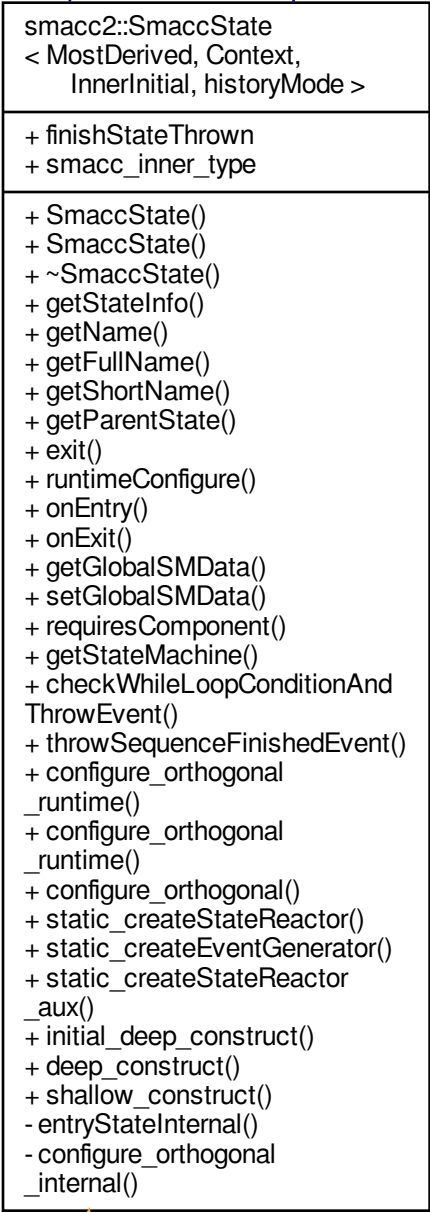 smacc2::SmaccState
< MostDerived, Context,
InnerInitial, historyMode >
+ finishStateThrown
+ smacc_inner_type
+ SmaccState()
+ SmaccState()
+ ~SmaccState()
+ getStateInfo()
+ getName()
+ getFullName()
+ getShortName()
+ getParentState()
+ exit()
+ runtimeConfigure()
+ onEntry()
+ onExit()
+ getGlobalSMData()
+ setGlobalSMData()
+ requiresComponent()
+ getStateMachine()
+ checkWhileLoopConditionAnd
ThrowEvent()
+ throwSequenceFinishedEvent()
+ configure_orthogonal
_runtime()
+ configure_orthogonal
_runtime()
+ configure_orthogonal()
+ static_createStateReactor()
+ static_createEventGenerator()
+ static_createStateReactor
_aux()
+ initial_deep_construct()
+ deep_construct()
+ shallow_construct()
- entryStateInternal()
- configure_orthogonal
_internal()